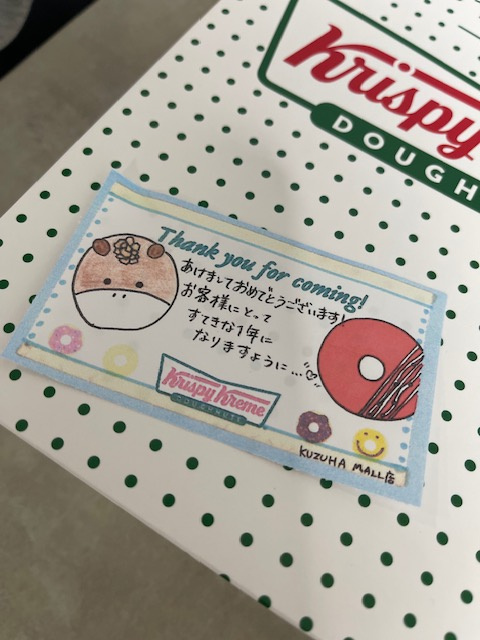 Krispy
DOUGH
Thank you for coming!
あけましておめでとうございます!
お客様にとって
すてきな1年に
なりますように…♡
Krispy Kreme
DOUGHNUTS
KUZUHA MALL店